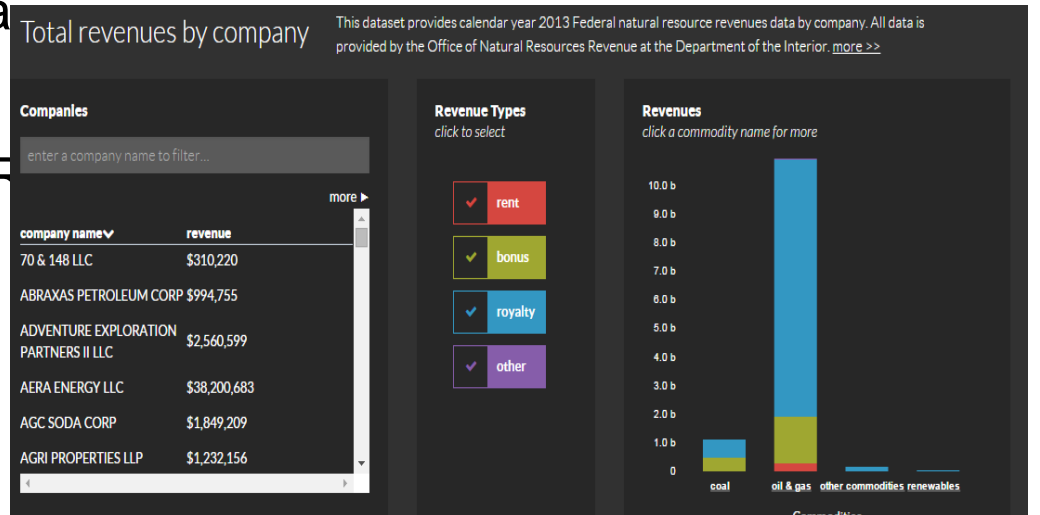 Total revenues by company
This dataset provides calendar year 2013 Federal natural resource revenues data by company. All data is
provided by the Office of Natural Resources Revenue at the Department of the Interior. more >>
Companies
enter a company name to filter...
more ▶
company name revenue
70 & 148 LLC $310,220
ABRAXAS PETROLEUM CORP $994,755
ADVENTURE EXPLORATION
PARTNERS II LLC $2,560,599
AERA ENERGY LLC $38,200,683
AGC SODA CORP $1,849,209
AGRI PROPERTIES LLP $1,232,156
Revenue Types
click to select
rent
bonus
royalty
other
Revenues
click a commodity name for more
10.0 b
9.0 b
8.0 b
7.0 b
6.0 b
5.0 b
4.0 b
3.0 b
2.0 b
1.0 b
0
coal oil & gas other commodities renewables